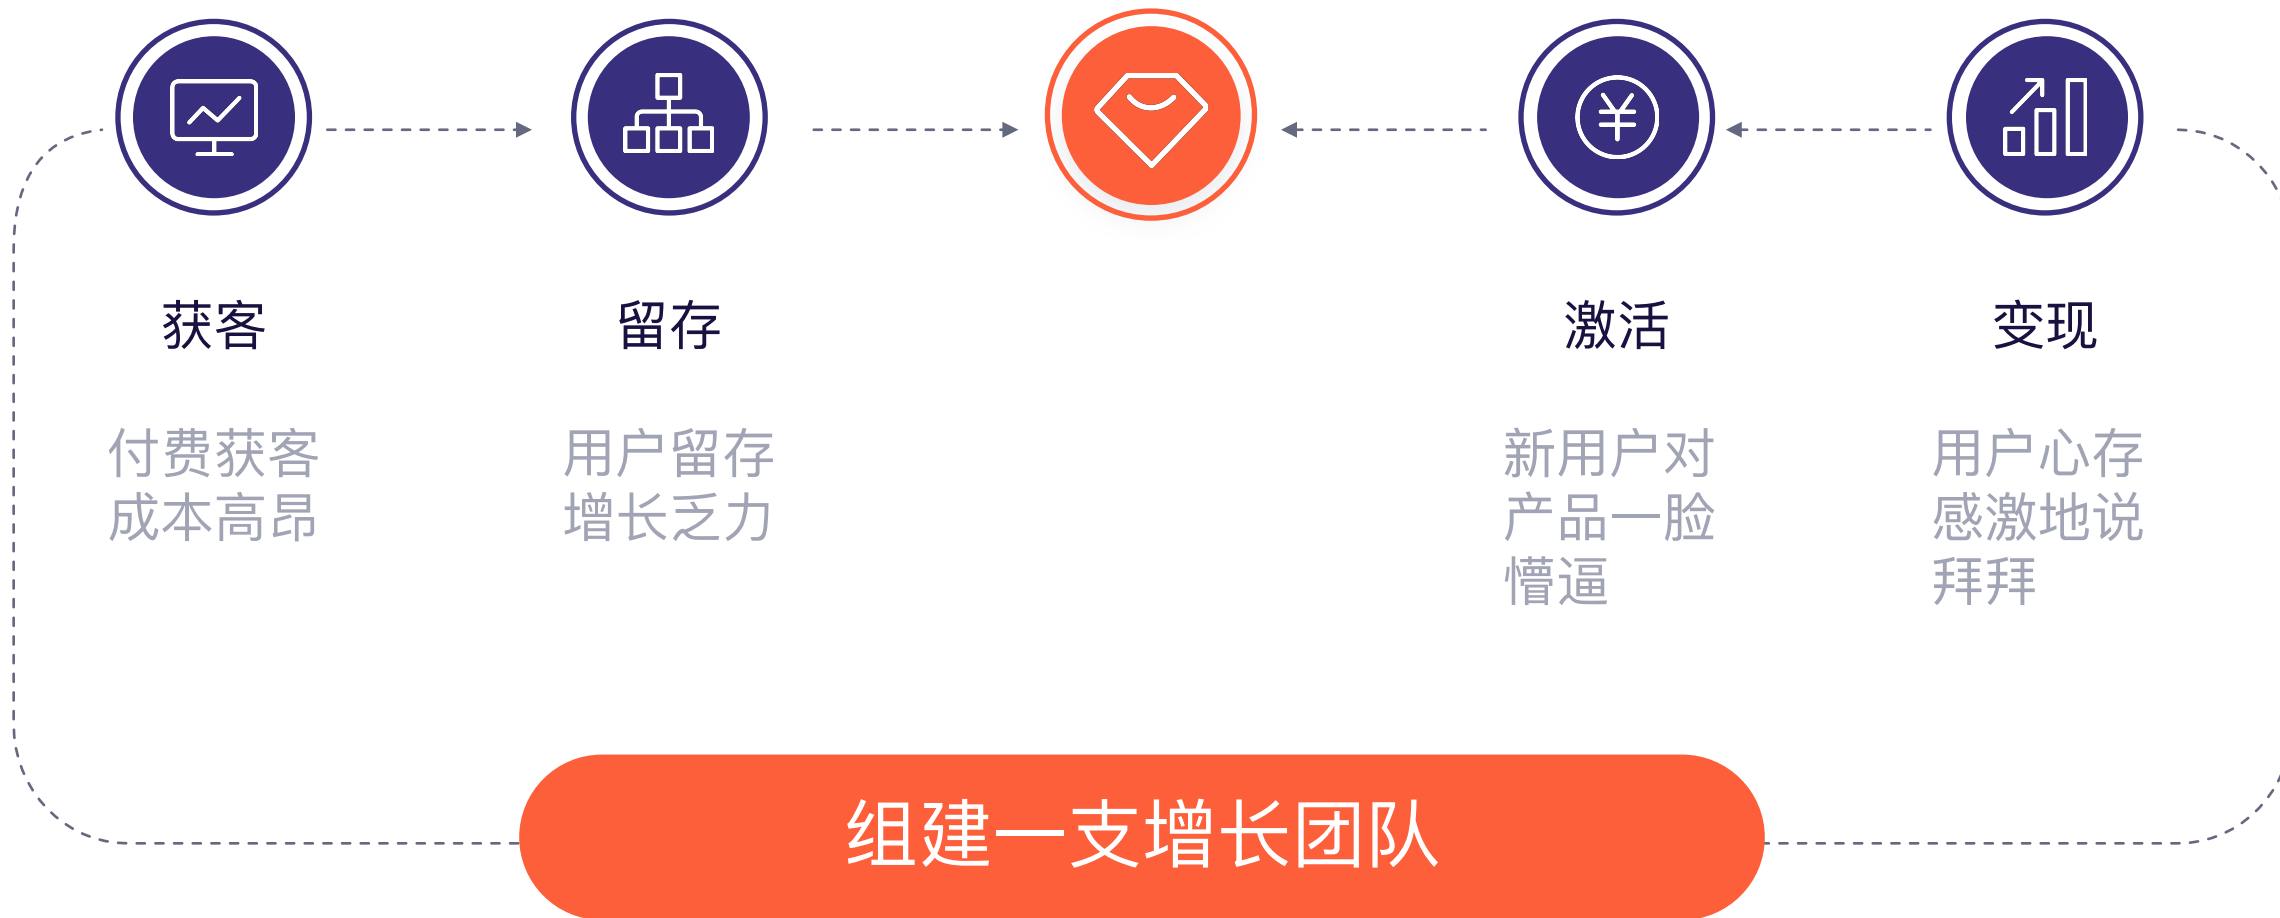 获客
付费获客
成本高昂
留存
用户留存
增长乏力
激活
新用户对
产品一脸
懵逼
变现
用户心存
感激地说
拜拜
组建一支增长团队